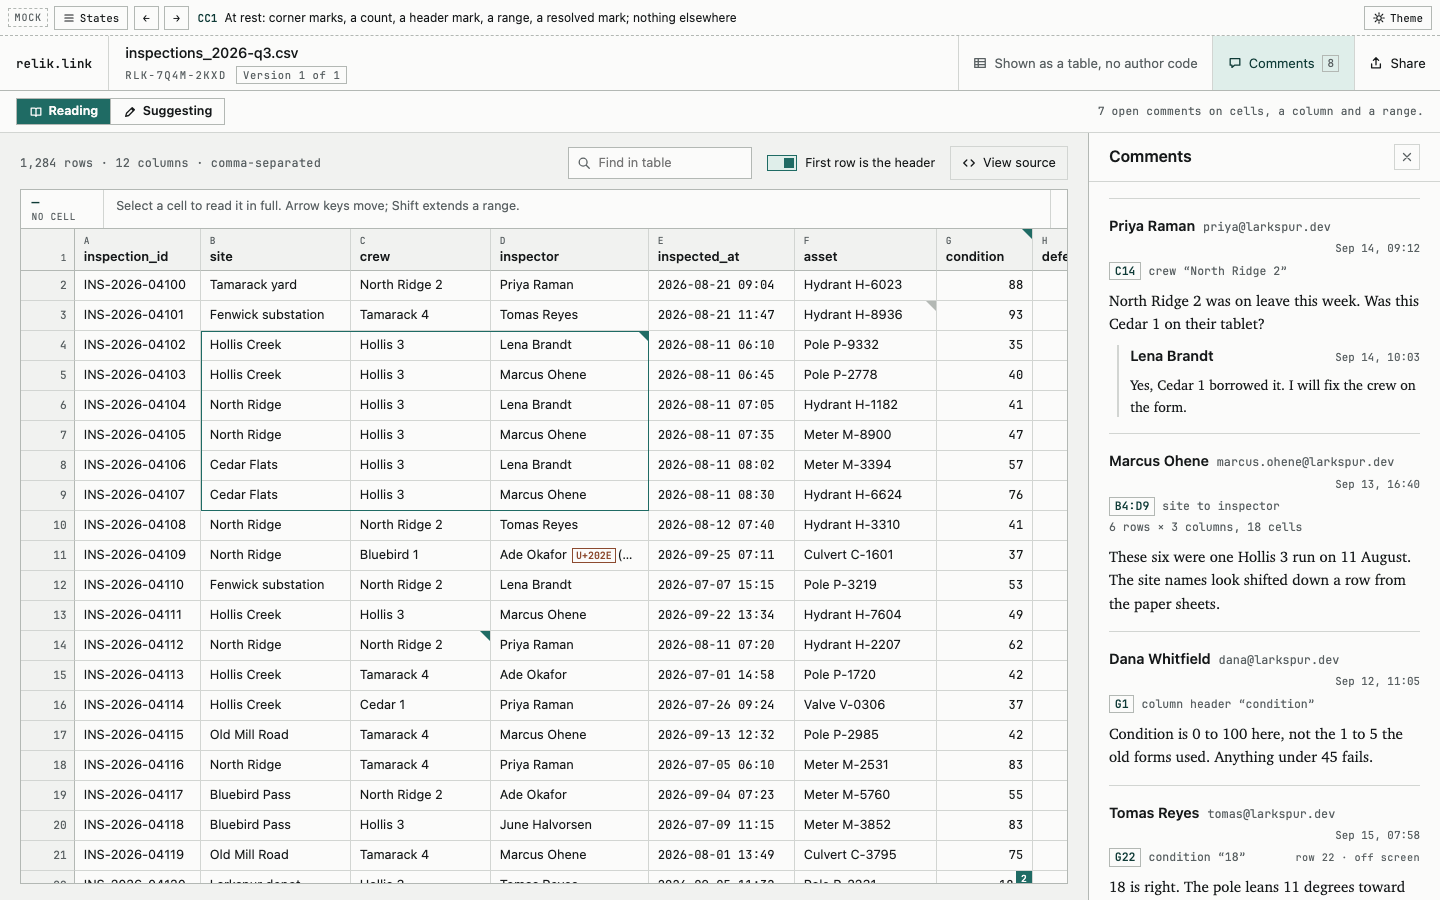 MOCK States ← → CC1 At rest: corner marks, a count, a header mark, a range, a resolved mark; nothing elsewhere Theme
relik.link
inspections_2026-q3.csv
RLK-7Q4M-2KXD Version 1 of 1
Shown as a table, no author code
Comments 8
Share
Reading Suggesting
7 open comments on cells, a column and a range.
1,284 rows · 12 columns · comma-separated
Find in table
First row is the header
View source
—
NO CELL
Select a cell to read it in full. Arrow keys move; Shift extends a range.
A B C D E F G H
1 inspection_id site crew inspector inspected_at asset condition defe
2 INS-2026-04100 Tamarack yard North Ridge 2 Priya Raman 2026-08-21 09:04 Hydrant H-6023 88
3 INS-2026-04101 Fenwick substation Tamarack 4 Tomas Reyes 2026-08-21 11:47 Hydrant H-8936 93
4 INS-2026-04102 Hollis Creek Hollis 3 Lena Brandt 2026-08-11 06:10 Pole P-9332 35
5 INS-2026-04103 Hollis Creek Hollis 3 Marcus Ohene 2026-08-11 06:45 Pole P-2778 40
6 INS-2026-04104 North Ridge Hollis 3 Lena Brandt 2026-08-11 07:05 Hydrant H-1182 41
7 INS-2026-04105 North Ridge Hollis 3 Marcus Ohene 2026-08-11 07:35 Meter M-8900 47
8 INS-2026-04106 Cedar Flats Hollis 3 Lena Brandt 2026-08-11 08:02 Meter M-3394 57
9 INS-2026-04107 Cedar Flats Hollis 3 Marcus Ohene 2026-08-11 08:30 Hydrant H-6624 76
10 INS-2026-04108 North Ridge North Ridge 2 Tomas Reyes 2026-08-12 07:40 Hydrant H-3310 41
11 INS-2026-04109 North Ridge Bluebird 1 Ade Okafor U+202E (... 2026-09-25 07:11 Culvert C-1601 37
12 INS-2026-04110 Fenwick substation North Ridge 2 Lena Brandt 2026-07-07 15:15 Pole P-3219 53
13 INS-2026-04111 Hollis Creek Hollis 3 Marcus Ohene 2026-09-22 13:34 Hydrant H-7604 49
14 INS-2026-04112 North Ridge North Ridge 2 Priya Raman 2026-08-11 07:20 Hydrant H-2207 62
15 INS-2026-04113 Hollis Creek Tamarack 4 Ade Okafor 2026-07-01 14:58 Pole P-1720 42
16 INS-2026-04114 Hollis Creek Cedar 1 Priya Raman 2026-07-26 09:24 Valve V-0306 37
17 INS-2026-04115 Old Mill Road Tamarack 4 Marcus Ohene 2026-09-13 12:32 Pole P-2985 42
18 INS-2026-04116 North Ridge Tamarack 4 Priya Raman 2026-07-05 06:10 Meter M-2531 83
19 INS-2026-04117 Bluebird Pass North Ridge 2 Ade Okafor 2026-09-04 07:23 Meter M-5760 55
20 INS-2026-04118 Bluebird Pass Hollis 3 June Halvorsen 2026-07-09 11:15 Meter M-3852 83
21 INS-2026-04119 Old Mill Road Tamarack 4 Marcus Ohene 2026-08-01 13:49 Culvert C-3795 75
2
Comments
Priya Raman priya@larkspur.dev
Sep 14, 09:12
C14 crew “North Ridge 2”
North Ridge 2 was on leave this week. Was this
Cedar 1 on their tablet?
Lena Brandt Sep 14, 10:03
Yes, Cedar 1 borrowed it. I will fix the crew on
the form.
Marcus Ohene marcus.ohene@larkspur.dev
Sep 13, 16:40
B4:D9 site to inspector
6 rows × 3 columns, 18 cells
These six were one Hollis 3 run on 11 August.
The site names look shifted down a row from
the paper sheets.
Dana Whitfield dana@larkspur.dev
Sep 12, 11:05
G1 column header “condition”
Condition is 0 to 100 here, not the 1 to 5 the
old forms used. Anything under 45 fails.
Tomas Reyes tomas@larkspur.dev
Sep 15, 07:58
G22 condition “18” row 22 · off screen
18 is right. The pole leans 11 degrees toward